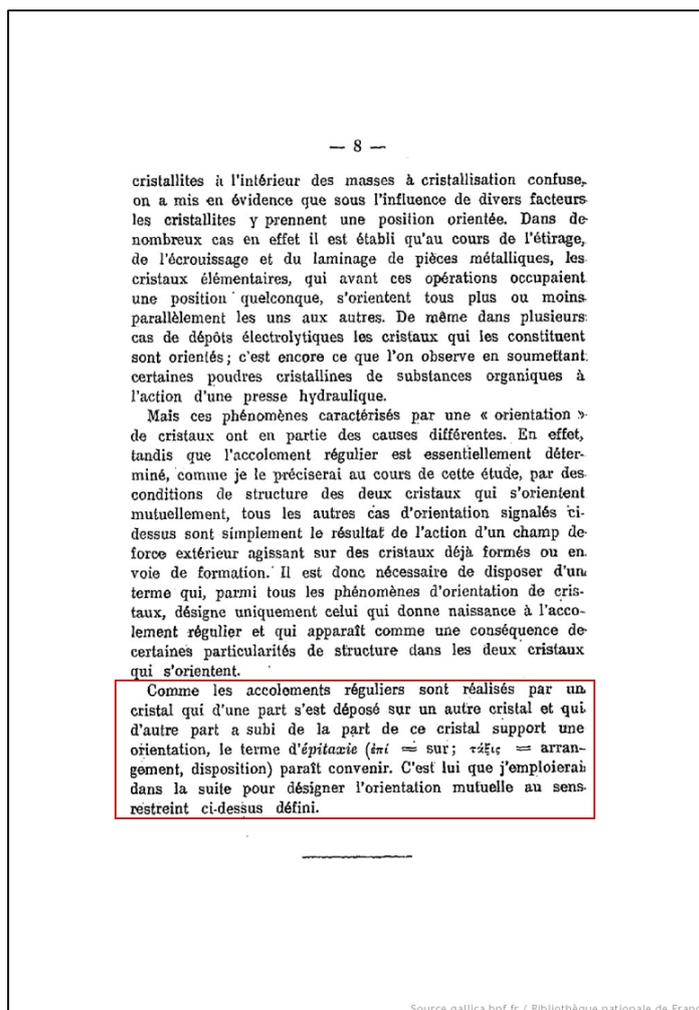 — 8 —
cristallites à l'intérieur des masses à cristallisation confuse,
on a mis en évidence que sous l'influence de divers facteurs
les cristallites y prennent une position orientée. Dans de
nombreux cas en effet il est établi qu'au cours de l'étirage,
de l'écrouissage et du laminage de pièces métalliques, les
cristaux élémentaires, qui avant ces opérations occupaient
une position quelconque, s'orientent tous plus ou moins
parallèlement les uns aux autres. De même dans plusieurs
cas de dépôts électrolytiques les cristaux qui les constituent
sont orientés ; c'est encore ce que l'on observe en soumettant
certaines poudres cristallines de substances organiques à
l'action d'une presse hydraulique.
Mais ces phénomènes caractérisés par une « orientation »
de cristaux ont en partie des causes différentes. En effet,
tandis que l'accolement régulier est essentiellement déter-
miné, comme je le préciserai au cours de cette étude, par des
conditions de structure des deux cristaux qui s'orientent
mutuellement, tous les autres cas d'orientation signalés ci-
dessus sont simplement le résultat de l'action d'un champ de
force extérieur agissant sur des cristaux déjà formés ou en
voie de formation. Il est donc nécessaire de disposer d'un
terme qui, parmi tous les phénomènes d'orientation de cris-
taux, désigne uniquement celui qui donne naissance à l'acco-
lement régulier et qui apparaît comme une conséquence de
certaines particularités de structure dans les deux cristaux
qui s'orientent.
Comme les accolements réguliers sont réalisés par un
cristal qui d'une part s'est déposé sur un autre cristal et qui
d'autre part a subi de la part de ce cristal support une
orientation, le terme d'épitaxie (ἐπί = sur ; τάξις = arran-
gement, disposition) paraît convenir. C'est lui que j'emploierai
dans la suite pour désigner l'orientation mutuelle au sens
restreint ci-dessus défini.
Source gallica.bnf.fr / Bibliothèque nationale de Franc